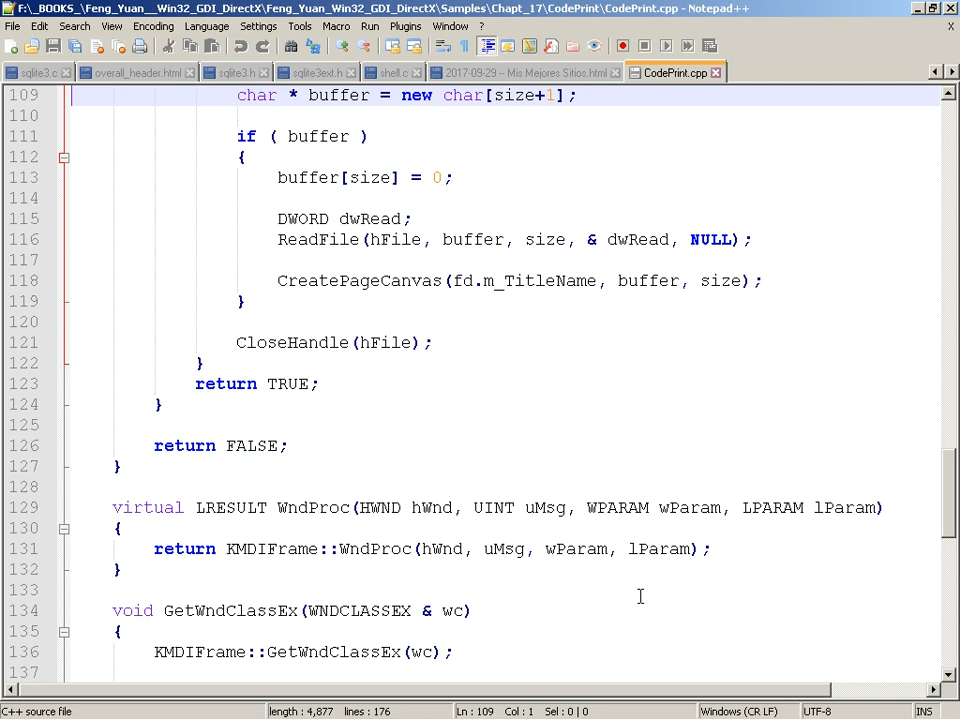 F:\_BOOKS_\Feng_Yuan__Win32_GDI_DirectX\Feng_Yuan_Win32_GDI_DirectX\Samples\Chapt_17\CodePrint\CodePrint.cpp - Notepad++
File Edit Search View Encoding Language Settings Tools Macro Run Plugins Window ? X
sqlite3.c overall_header.html sqlite3.h sqlite3ext.h shell.c 2017-09-29 -- Mis Mejores Sitios.html CodePrint.cpp
109 char * buffer = new char[size+1];
110
111 if ( buffer )
112 {
113 buffer[size] = 0;
114
115 DWORD dwRead;
116 ReadFile(hFile, buffer, size, & dwRead, NULL);
117
118 CreatePageCanvas(fd.m_TitleName, buffer, size);
119 }
120
121 CloseHandle(hFile);
122 }
123 return TRUE;
124 }
125
126 return FALSE;
127 }
128
129 virtual LRESULT WndProc(HWND hWnd, UINT uMsg, WPARAM wParam, LPARAM lParam)
130 {
131 return KMDIFrame::WndProc(hWnd, uMsg, wParam, lParam);
132 }
133
134 void GetWndClassEx(WNDCLASSEX & wc)
135 {
136 KMDIFrame::GetWndClassEx(wc);
137
C++ source file length : 4,877 lines : 176 Ln : 109 Col : 1 Sel : 0 | 0 Windows (CR LF) UTF-8 INS